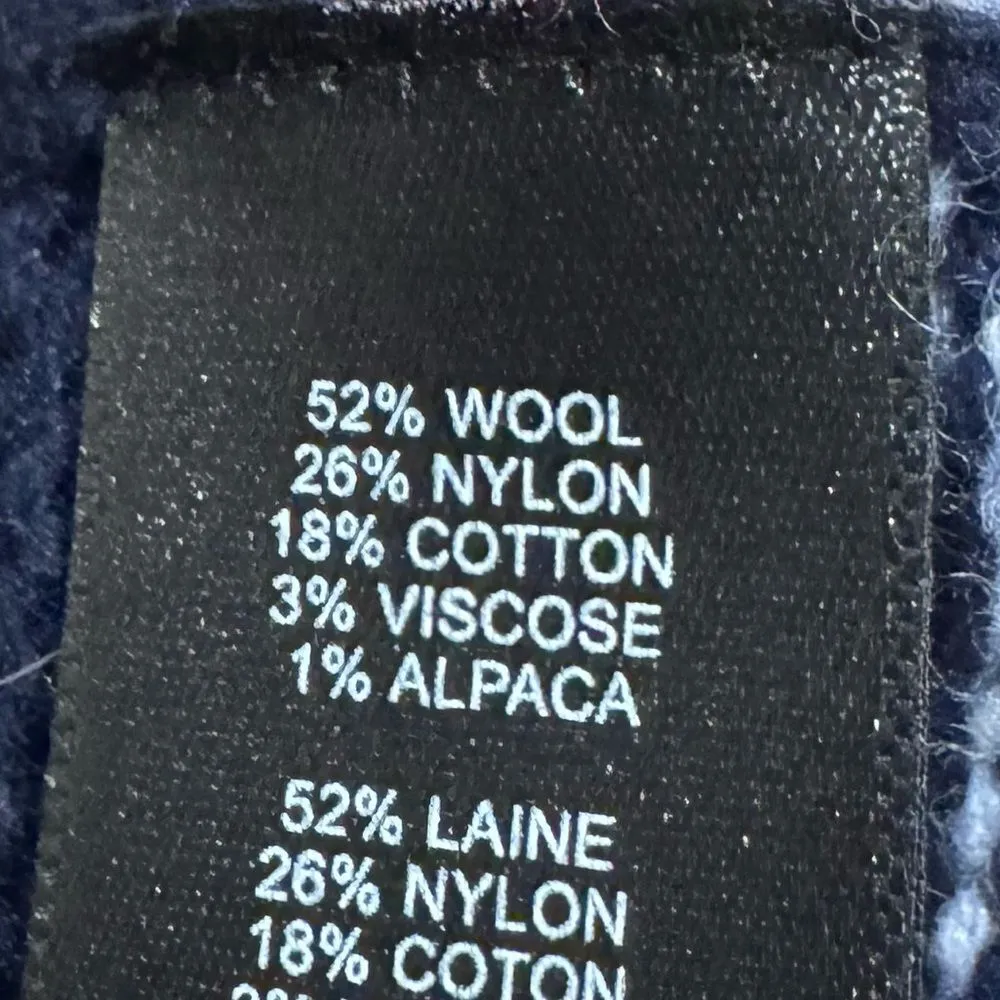 52% WOOL
26% NYLON
18% COTTON
3% VISCOSE
1% ALPACA
52% LAINE
26% NYLON
18% COTON